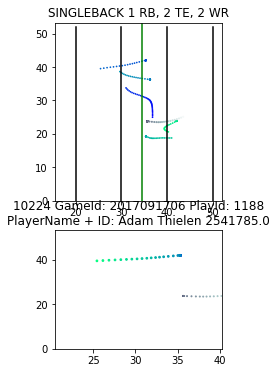 SINGLEBACK 1 RB, 2 TE, 2 WR
50
40
30
20
10
0
20 30 40 50
10224 GameId: 2017091706 PlayId: 1188
PlayerName + ID: Adam Thielen 2541785.0
40
20
0
25 30 35 40